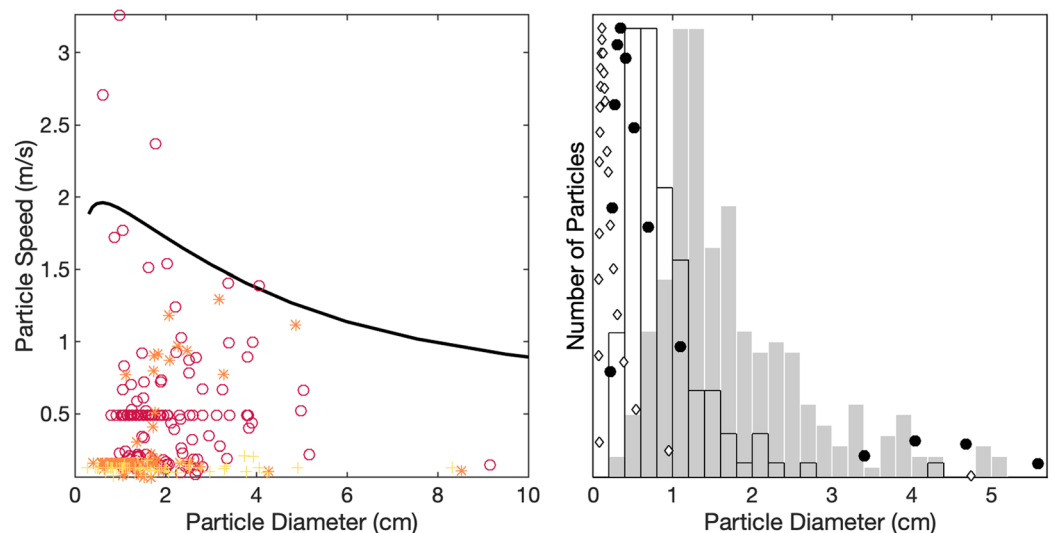 3
2.5
2
1.5
1
0.5
0 2 4 6 8 10
Particle Speed (m/s)
Particle Diameter (cm)
Number of Particles
0 1 2 3 4 5
Particle Diameter (cm)